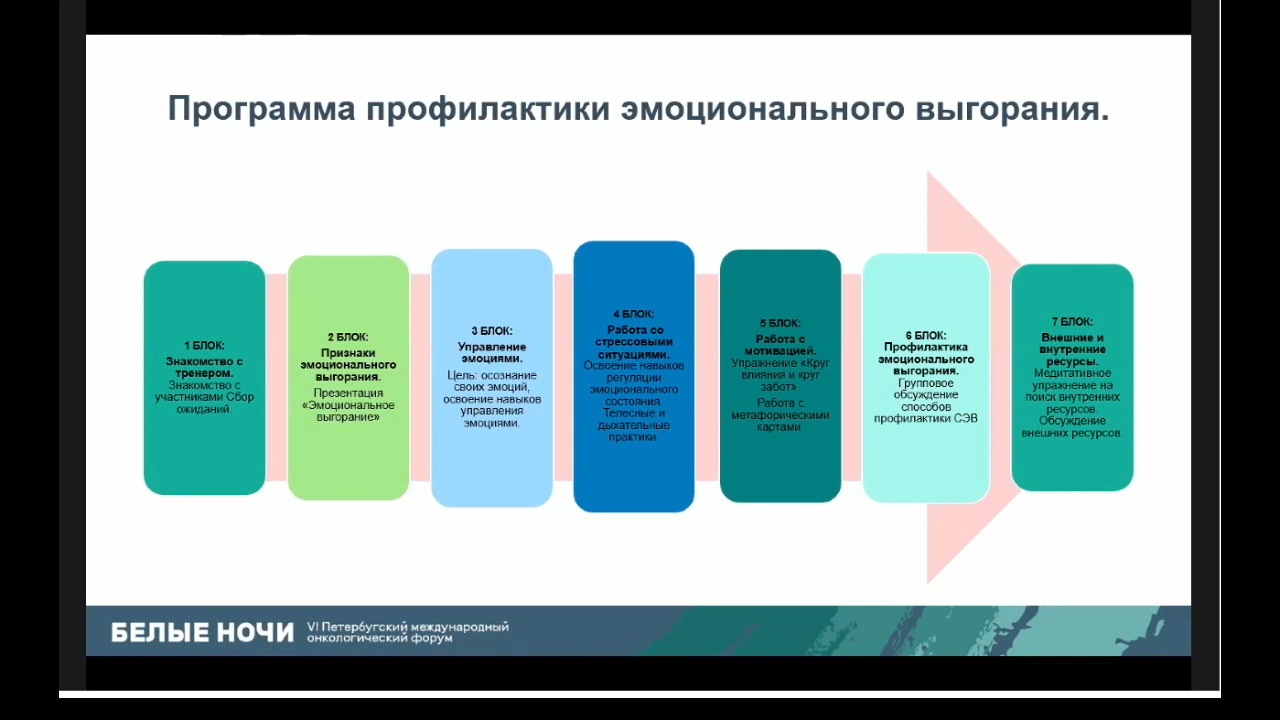 Программа профилактики эмоционального выгорания.
1 БЛОК:
Знакомство с
тренером.
Знакомство с
участниками Сбор
ожиданий.
2 БЛОК:
Признаки
эмоционального
выгорания.
Презентация
«Эмоциональное
выгорание»
3 БЛОК:
Управление
эмоциями.
Цель: осознание
своих эмоций,
освоение навыков
управления
эмоциями.
4 БЛОК:
Работа со
стрессовыми
ситуациями.
Освоение навыков
регуляции
эмоционального
состояния.
Телесные и
дыхательные
практики.
5 БЛОК:
Работа с
мотивацией.
Упражнение «Круг
влияния и круг
забот».
Работа с
метафорическими
картами.
6 БЛОК:
Профилактика
эмоционального
выгорания.
Групповое
обсуждение
способов
профилактики СЭВ
7 БЛОК:
Внешние и
внутренние
ресурсы.
Медитативное
упражнение на
поиск внутренних
ресурсов.
Обсуждение
внешних ресурсов.
БЕЛЫЕ НОЧИ
VI Петербургский международный
онкологический форум